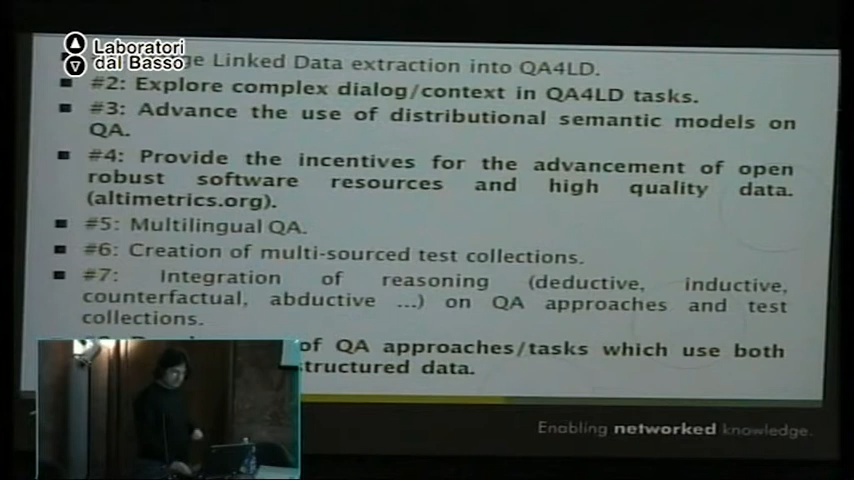 Laboratori
dal Basso
Linked Data extraction into QA4LD.
#2: Explore complex dialog/context in QA4LD tasks.
#3: Advance the use of distributional semantic models on
QA.
#4: Provide the incentives for the advancement of open
robust software resources and high quality data.
(altimetrics.org).
#5: Multilingual QA.
#6: Creation of multi-sourced test collections.
#7: Integration of reasoning (deductive, inductive,
counterfactual, abductive ...) on QA approaches and test
collections.
of QA approaches/tasks which use both
structured data.
Enabling networked knowledge.